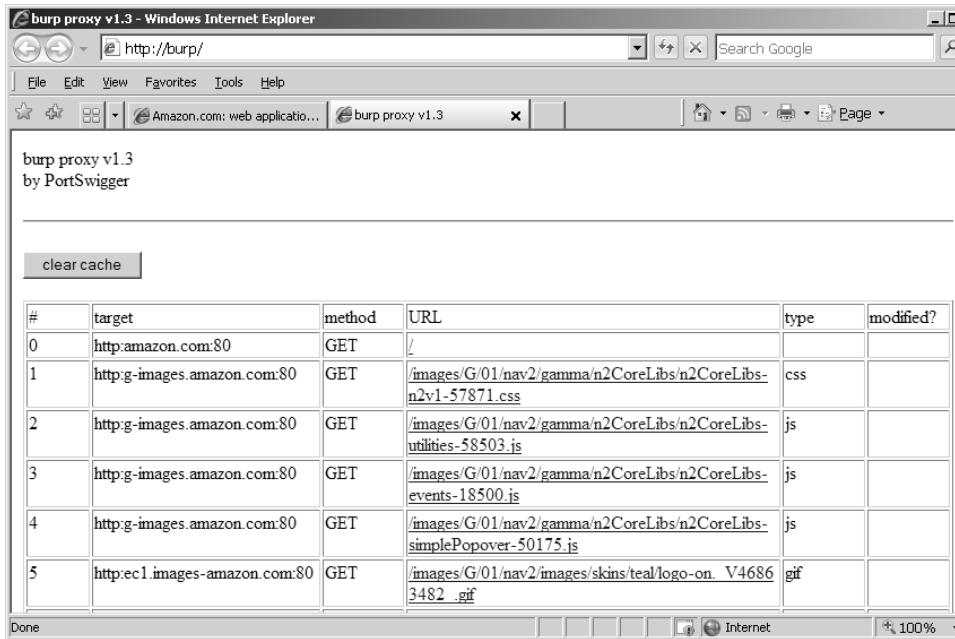 burp proxy v1.3 - Windows Internet Explorer
http://burp/
Search Google
File Edit View Favorites Tools Help
Amazon.com: web applicatio... burp proxy v1.3 Page
burp proxy v1.3
by PortSwigger
clear cache
# target method URL type modified?
0 http:amazon.com:80 GET /
1 http:g-images.amazon.com:80 GET /images/G/01/nav2/gamma/n2CoreLibs/n2CoreLibs- css
n2v1-57871.css
2 http:g-images.amazon.com:80 GET /images/G/01/nav2/gamma/n2CoreLibs/n2CoreLibs- js
utilities-58503.js
3 http:g-images.amazon.com:80 GET /images/G/01/nav2/gamma/n2CoreLibs/n2CoreLibs- js
events-18500.js
4 http:g-images.amazon.com:80 GET /images/G/01/nav2/gamma/n2CoreLibs/n2CoreLibs- js
simplePopover-50175.js
5 http:ec1.images-amazon.com:80 GET /images/G/01/nav2/images/skins/teal/logo-on._V4686 gif
3482_.gif
Done Internet 100%